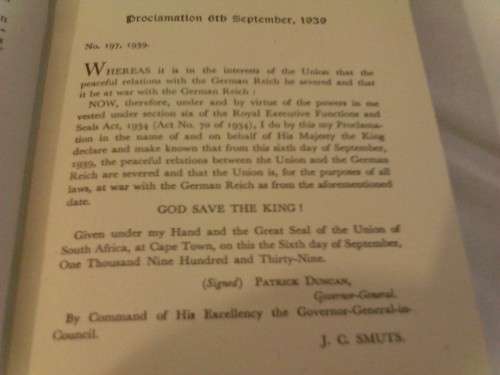 Proclamation 6th September, 1939
No. 197, 1939.
WHEREAS it is in the interests of the Union that the
peaceful relations with the German Reich be severed and that
it be at war with the German Reich :
NOW, therefore, under and by virtue of the powers in me
vested under section six of the Royal Executive Functions and
Seals Act, 1934 (Act No. 70 of 1934), I do by this my Proclama-
tion in the name of and on behalf of His Majesty the King
declare and make known that from this sixth day of September,
1939, the peaceful relations between the Union and the German
Reich are severed and that the Union is, for the purposes of all
laws, at war with the German Reich as from the aforementioned
date.
GOD SAVE THE KING !
Given under my Hand and the Great Seal of the Union of
South Africa, at Cape Town, on this the Sixth day of September,
One Thousand Nine Hundred and Thirty-Nine.
(Signed) PATRICK DUNCAN,
Governor-General.
By Command of His Excellency the Governor-General-in-
Council.
J. C. SMUTS.